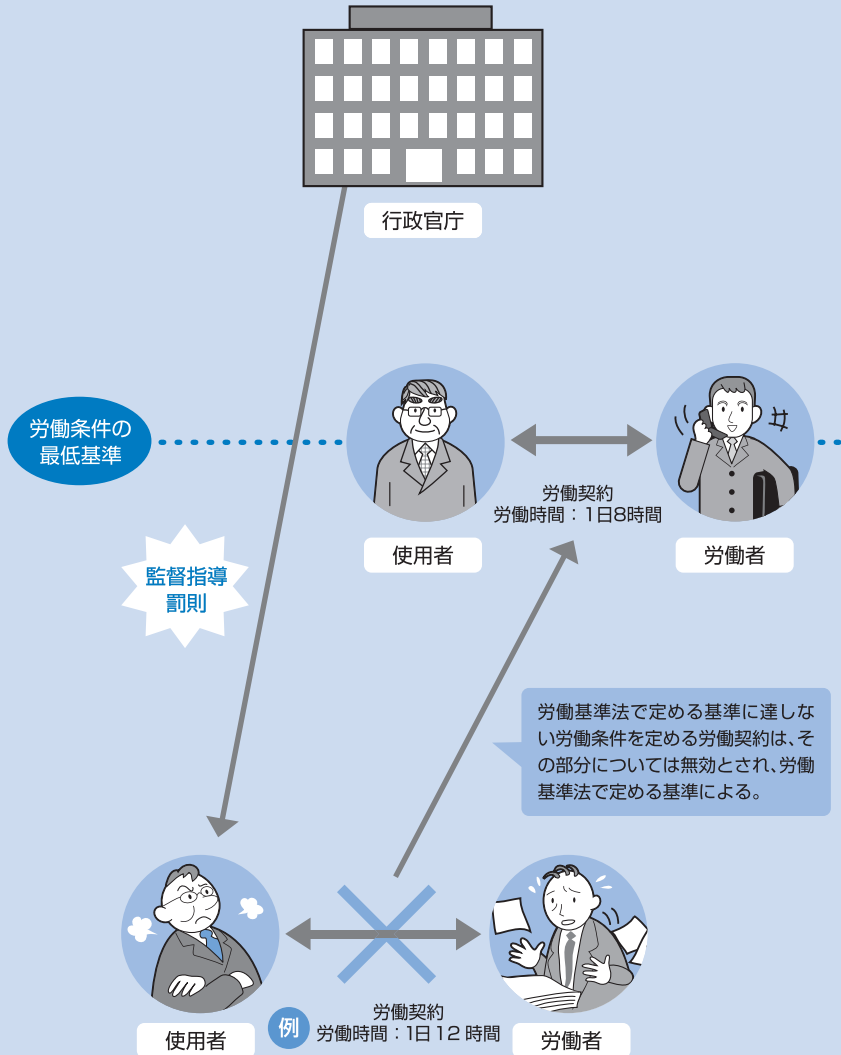 行政官庁
労働条件の
最低基準
労働契約
労働時間：1日8時間
使用者
労働者
監督指導
罰則
労働基準法で定める基準に達しな
い労働条件を定める労働契約は、そ
の部分については無効とされ、労働
基準法で定める基準による。
例
労働契約
労働時間：1日12 時間
使用者
労働者